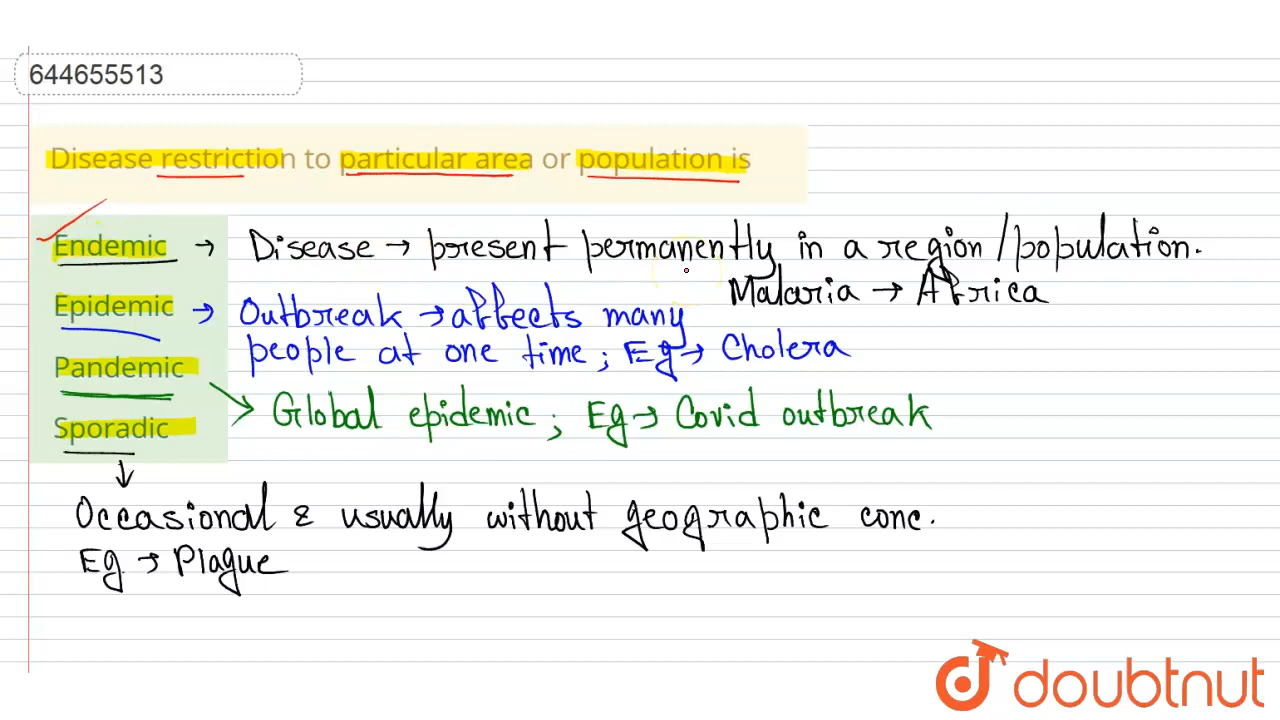 644655513
Disease restriction to particular area or population is
Endemic → Disease → present permanently in a region / population.
Malaria → Africa
Epidemic → Outbreak → affects many
people at one time; Eg → Cholera
Pandemic
Global epidemic; Eg → Covid outbreak
Sporadic
Occasional & usually without geographic conc.
Eg → Plague
doubtnut